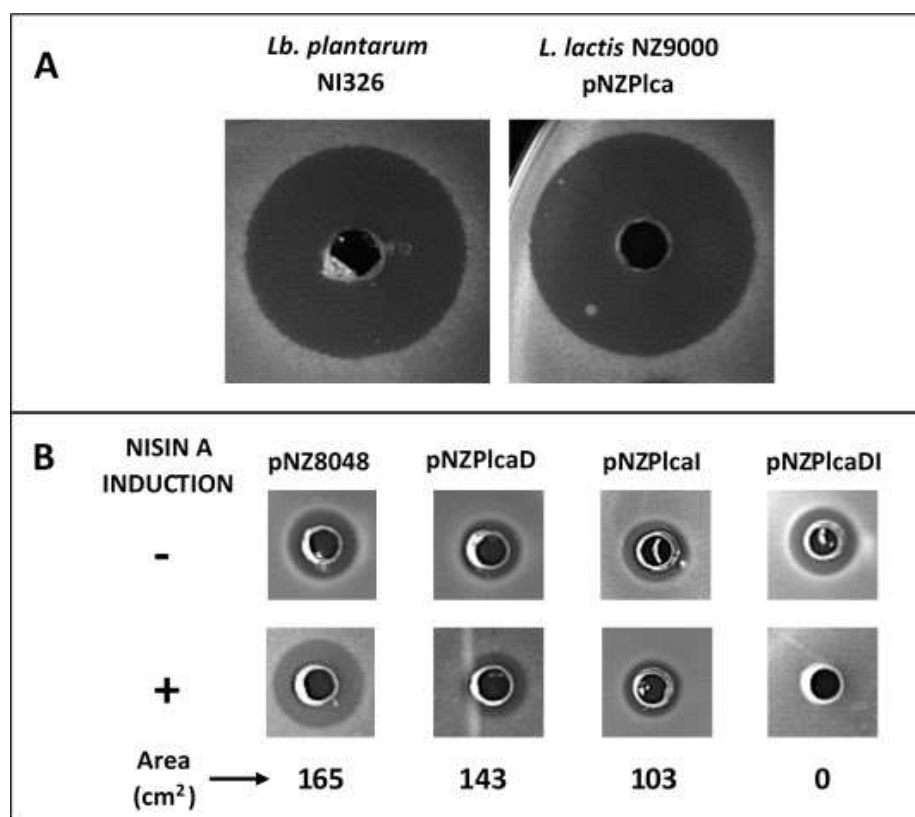 A
Lb. plantarum
NI326
L. lactis NZ9000
pNZPlca
B
NISIN A
INDUCTION
pNZ8048
pNZPlcaD
pNZPlcaI
pNZPlcaDI
-
+
Area
(cm²)
165
143
103
0